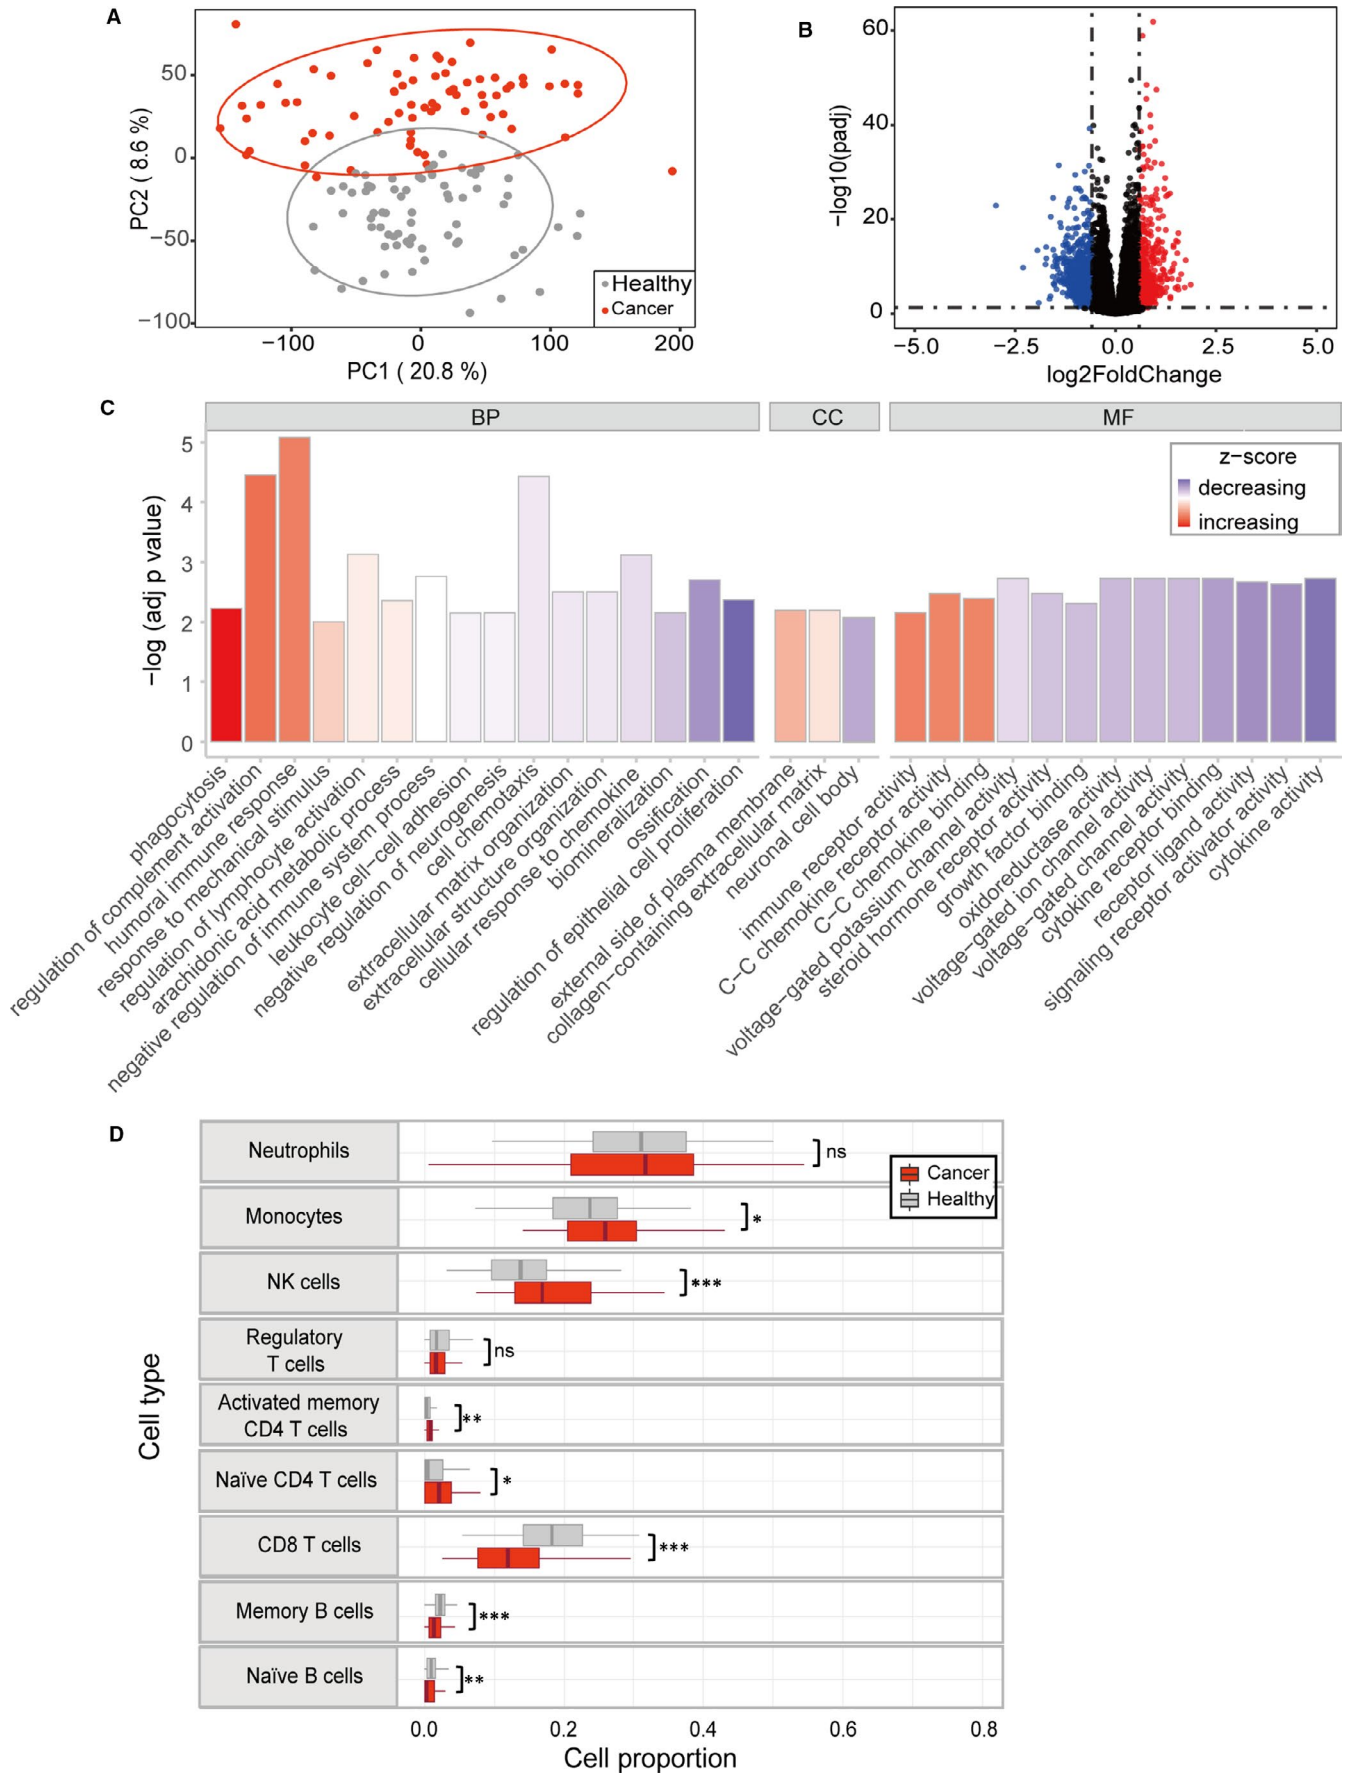 A
PC2 ( 8.6 %)
50
0
−50
−100
−100
0
100
200
PC1 ( 20.8 %)
Healthy
Cancer
B
−log10(padj)
60
40
20
0
−5.0
−2.5
0.0
2.5
5.0
log2FoldChange
C
BP
CC
MF
−log (adj p value)
5
4
3
2
1
0
z−score
decreasing
increasing
phagocytosis
regulation of complement activation
humoral immune response
response to mechanical stimulus
regulation of lymphocyte activation
arachidonic acid metabolic process
negative regulation of immune system process
leukocyte cell−cell adhesion
negative regulation of neurogenesis
cell chemotaxis
extracellular matrix organization
extracellular structure organization
cellular response to chemokine
biomineralization
ossification
regulation of epithelial cell proliferation
external side of plasma membrane
collagen−containing extracellular matrix
neuronal cell body
immune receptor activity
C−C chemokine receptor activity
C−C chemokine binding
voltage−gated potassium channel activity
steroid hormone receptor activity
growth factor binding
oxidoreductase activity
voltage−gated ion channel activity
voltage−gated channel activity
cytokine receptor binding
receptor ligand activity
signaling receptor activator activity
cytokine activity
D
Cell type
Neutrophils
ns
Cancer
Healthy
Monocytes
*
NK cells
***
Regulatory
T cells
ns
Activated memory
CD4 T cells
**
Naïve CD4 T cells
*
CD8 T cells
***
Memory B cells
***
Naïve B cells
**
0.0
0.2
0.4
0.6
0.8
Cell proportion